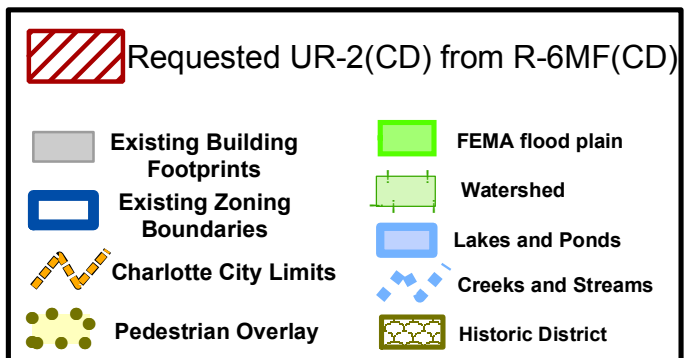 Requested UR-2(CD) from R-6MF(CD)
Existing Building
Footprints
Existing Zoning
Boundaries
Charlotte City Limits
Pedestrian Overlay
FEMA flood plain
Watershed
Lakes and Ponds
Creeks and Streams
Historic District